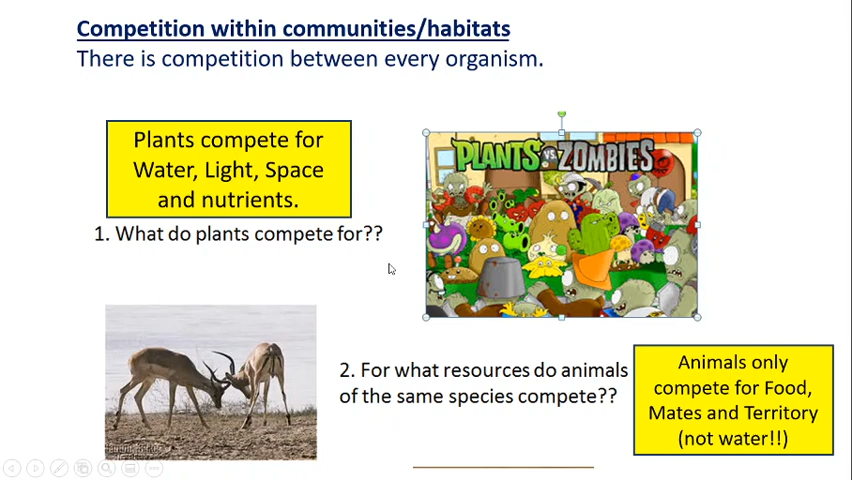 Competition within communities/habitats
There is competition between every organism.
Plants compete for
Water, Light, Space
and nutrients.
PLANTS VS. ZOMBIES
1. What do plants compete for??
2. For what resources do animals
of the same species compete??
Animals only
compete for Food,
Mates and Territory
(not water!!)